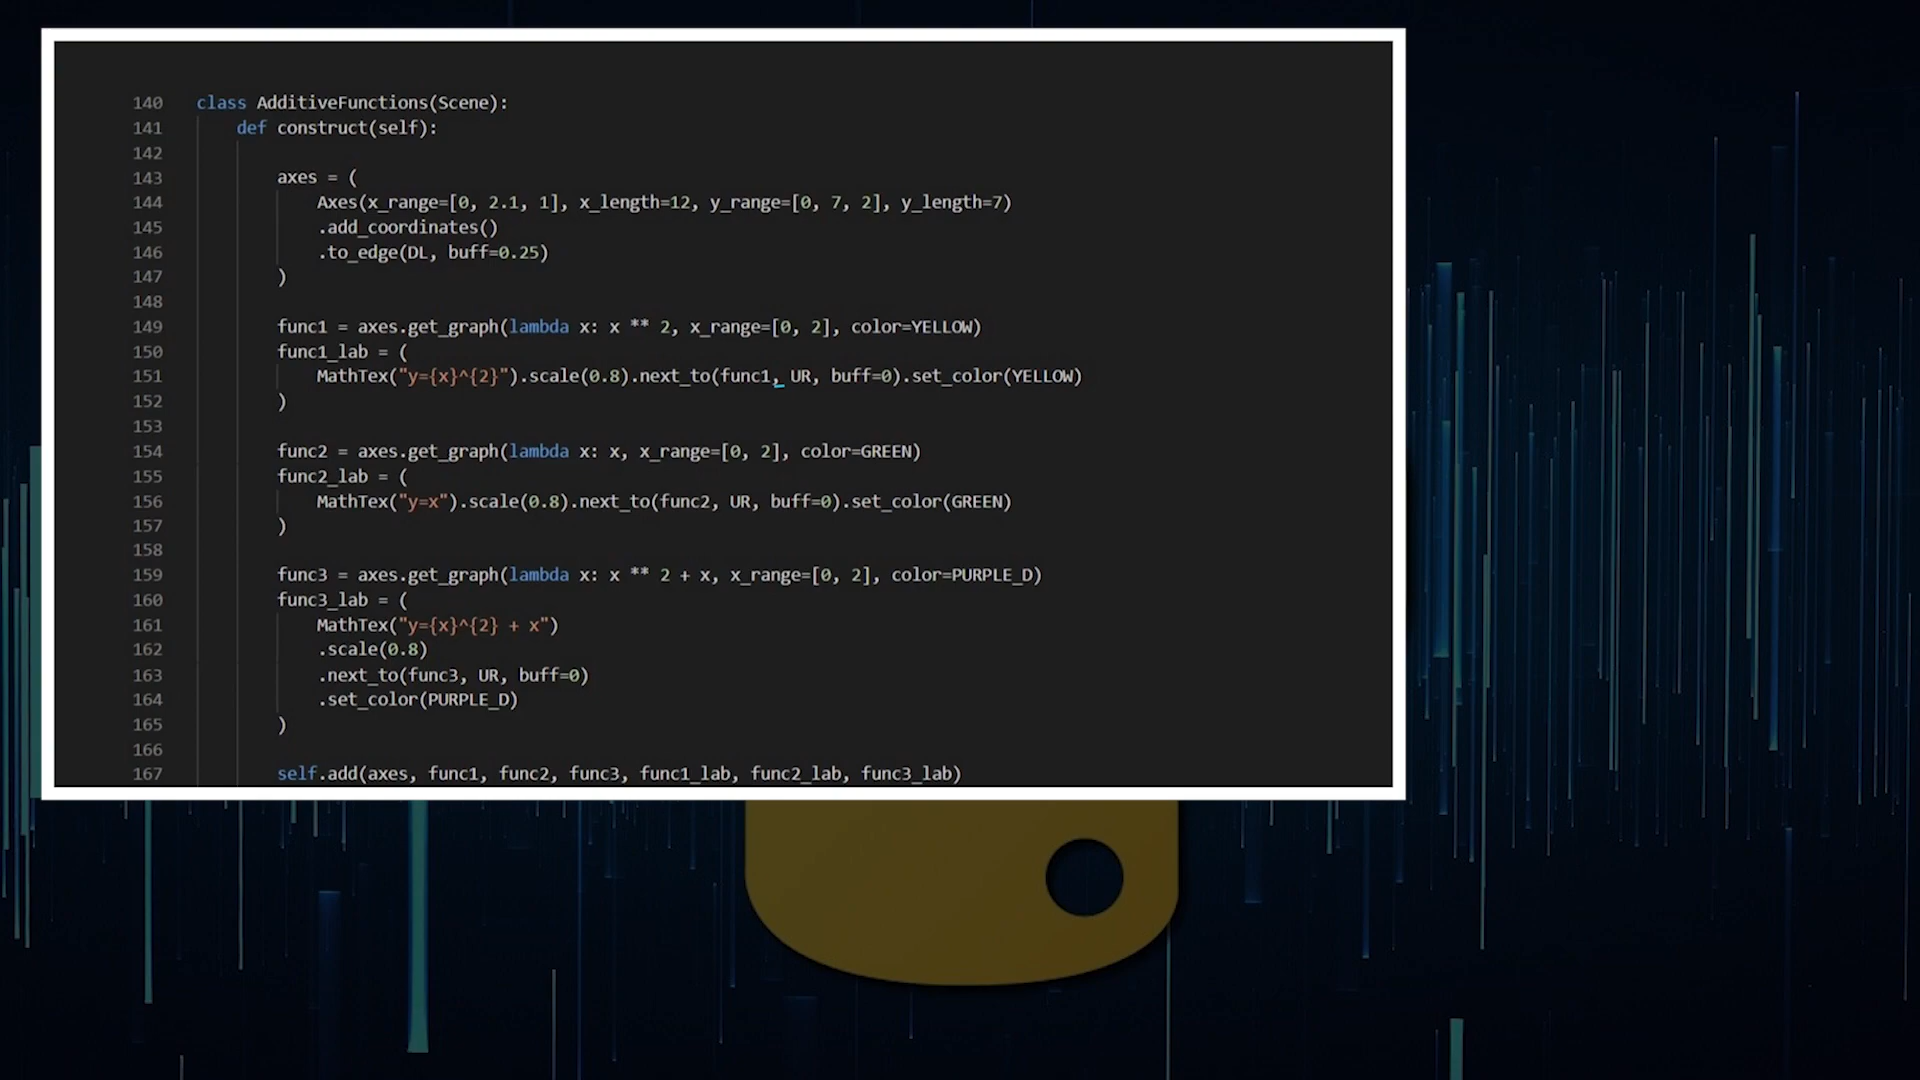 140 class AdditiveFunctions(Scene):
141 def construct(self):
142
143 axes = (
144 Axes(x_range=[0, 2.1, 1], x_length=12, y_range=[0, 7, 2], y_length=7)
145 .add_coordinates()
146 .to_edge(DL, buff=0.25)
147 )
148
149 func1 = axes.get_graph(lambda x: x ** 2, x_range=[0, 2], color=YELLOW)
150 func1_lab = (
151 MathTex("y={x}^{2}").scale(0.8).next_to(func1, UR, buff=0).set_color(YELLOW)
152 )
153
154 func2 = axes.get_graph(lambda x: x, x_range=[0, 2], color=GREEN)
155 func2_lab = (
156 MathTex("y=x").scale(0.8).next_to(func2, UR, buff=0).set_color(GREEN)
157 )
158
159 func3 = axes.get_graph(lambda x: x ** 2 + x, x_range=[0, 2], color=PURPLE_D)
160 func3_lab = (
161 MathTex("y={x}^{2} + x")
162 .scale(0.8)
163 .next_to(func3, UR, buff=0)
164 .set_color(PURPLE_D)
165 )
166
167 self.add(axes, func1, func2, func3, func1_lab, func2_lab, func3_lab)